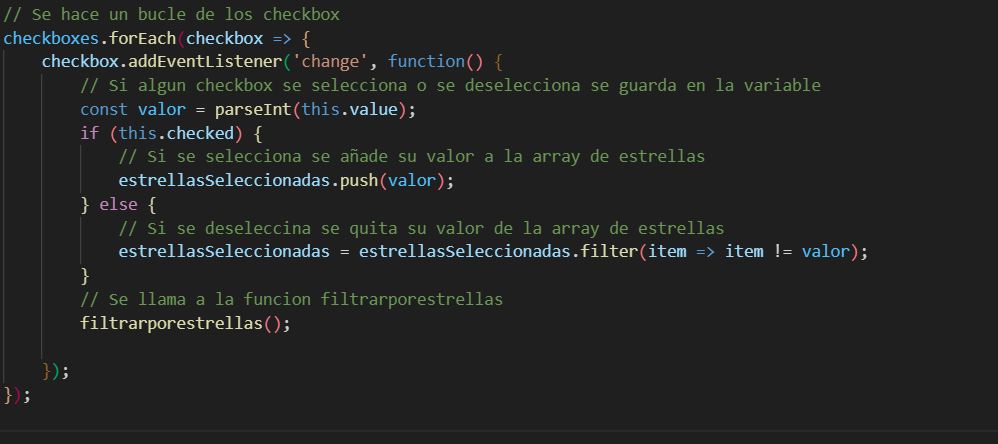 // Se hace un bucle de los checkbox
checkboxes.forEach(checkbox => {
    checkbox.addEventListener('change', function() {
        // Si algun checkbox se selecciona o se deselecciona se guarda en la variable
        const valor = parseInt(this.value);
        if (this.checked) {
            // Si se selecciona se añade su valor a la array de estrellas
            estrellasSeleccionadas.push(valor);
        } else {
            // Si se deseleccina se quita su valor de la array de estrellas
            estrellasSeleccionadas = estrellasSeleccionadas.filter(item => item != valor);
        }
        // Se llama a la funcion filtrarporestrellas
        filtrarporestrellas();
    });
});